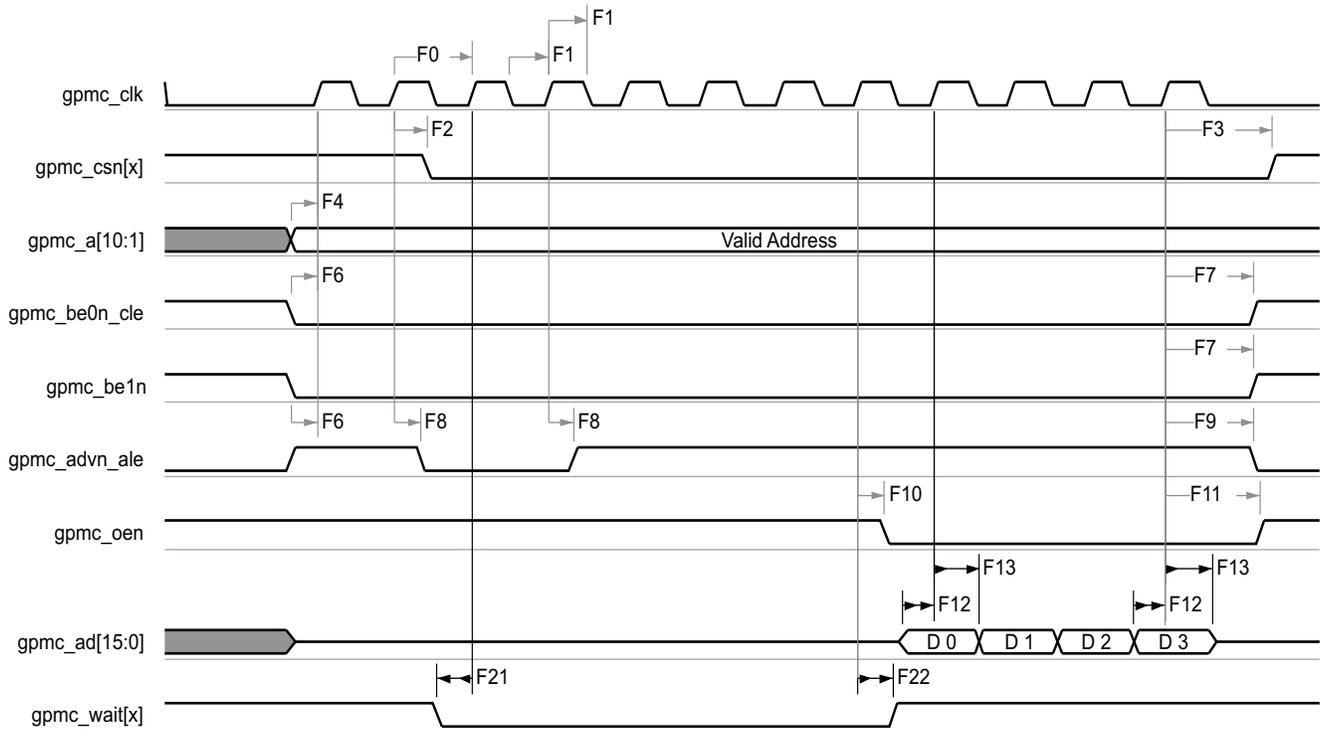 F1
F0
F1
gpmc_clk
F2
F3
gpmc_csn[x]
F4
gpmc_a[10:1]
Valid Address
F6
F7
gpmc_be0n_cle
F7
gpmc_be1n
F6
F8
F8
F9
gpmc_advn_ale
F10
F11
gpmc_oen
F13
F13
F12
F12
gpmc_ad[15:0]
D 0
D 1
D 2
D 3
F21
F22
gpmc_wait[x]